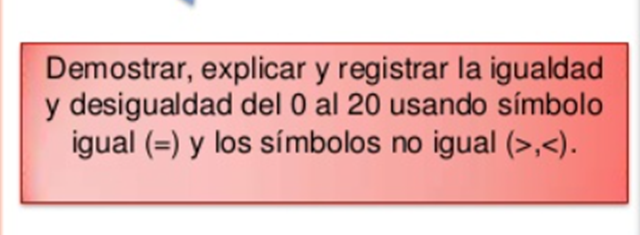 Demostrar, explicar y registrar la igualdad
y desigualdad del 0 al 20 usando símbolo
igual (=) y los símbolos no igual (>,<).